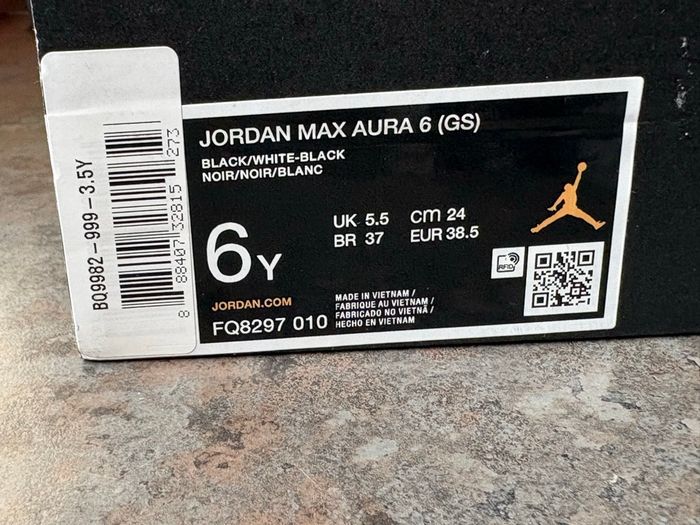 BQ9982-999-3.5Y
8 88407 32815 273
JORDAN MAX AURA 6 (GS)
BLACK/WHITE-BLACK
NOIR/NOIR/BLANC
6Y
UK 5.5 cm 24
BR 37 EUR 38.5
JORDAN.COM
FQ8297 010
MADE IN VIETNAM /
FABRIQUE AU VIETNAM /
FABRICADO NO VIETNÃ /
HECHO EN VIETNAM
RFID